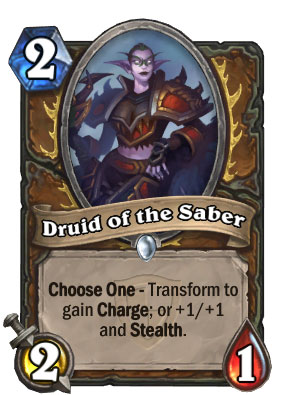 2
Druid of the Saber
Choose One - Transform to
gain Charge; or +1/+1
and Stealth.
2
1